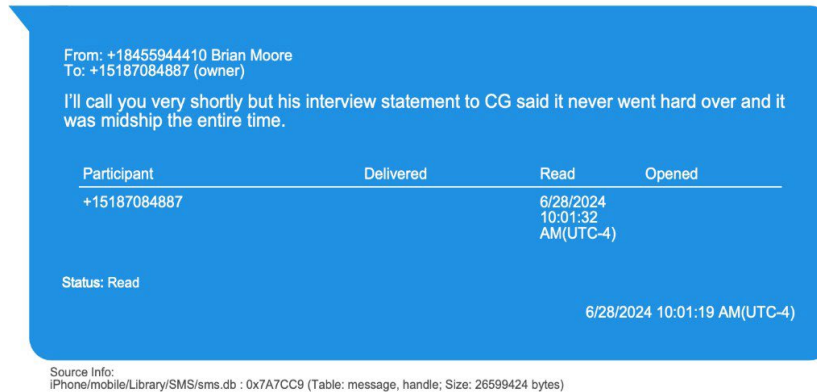 From: +18455944410 Brian Moore
To: +15187084887 (owner)
I'll call you very shortly but his interview statement to CG said it never went hard over and it
was midship the entire time.
Participant Delivered Read Opened
+15187084887 6/28/2024
10:01:32
AM(UTC-4)
Status: Read
6/28/2024 10:01:19 AM(UTC-4)
Source Info:
iPhone/mobile/Library/SMS/sms.db : 0x7A7CC9 (Table: message, handle; Size: 26599424 bytes)